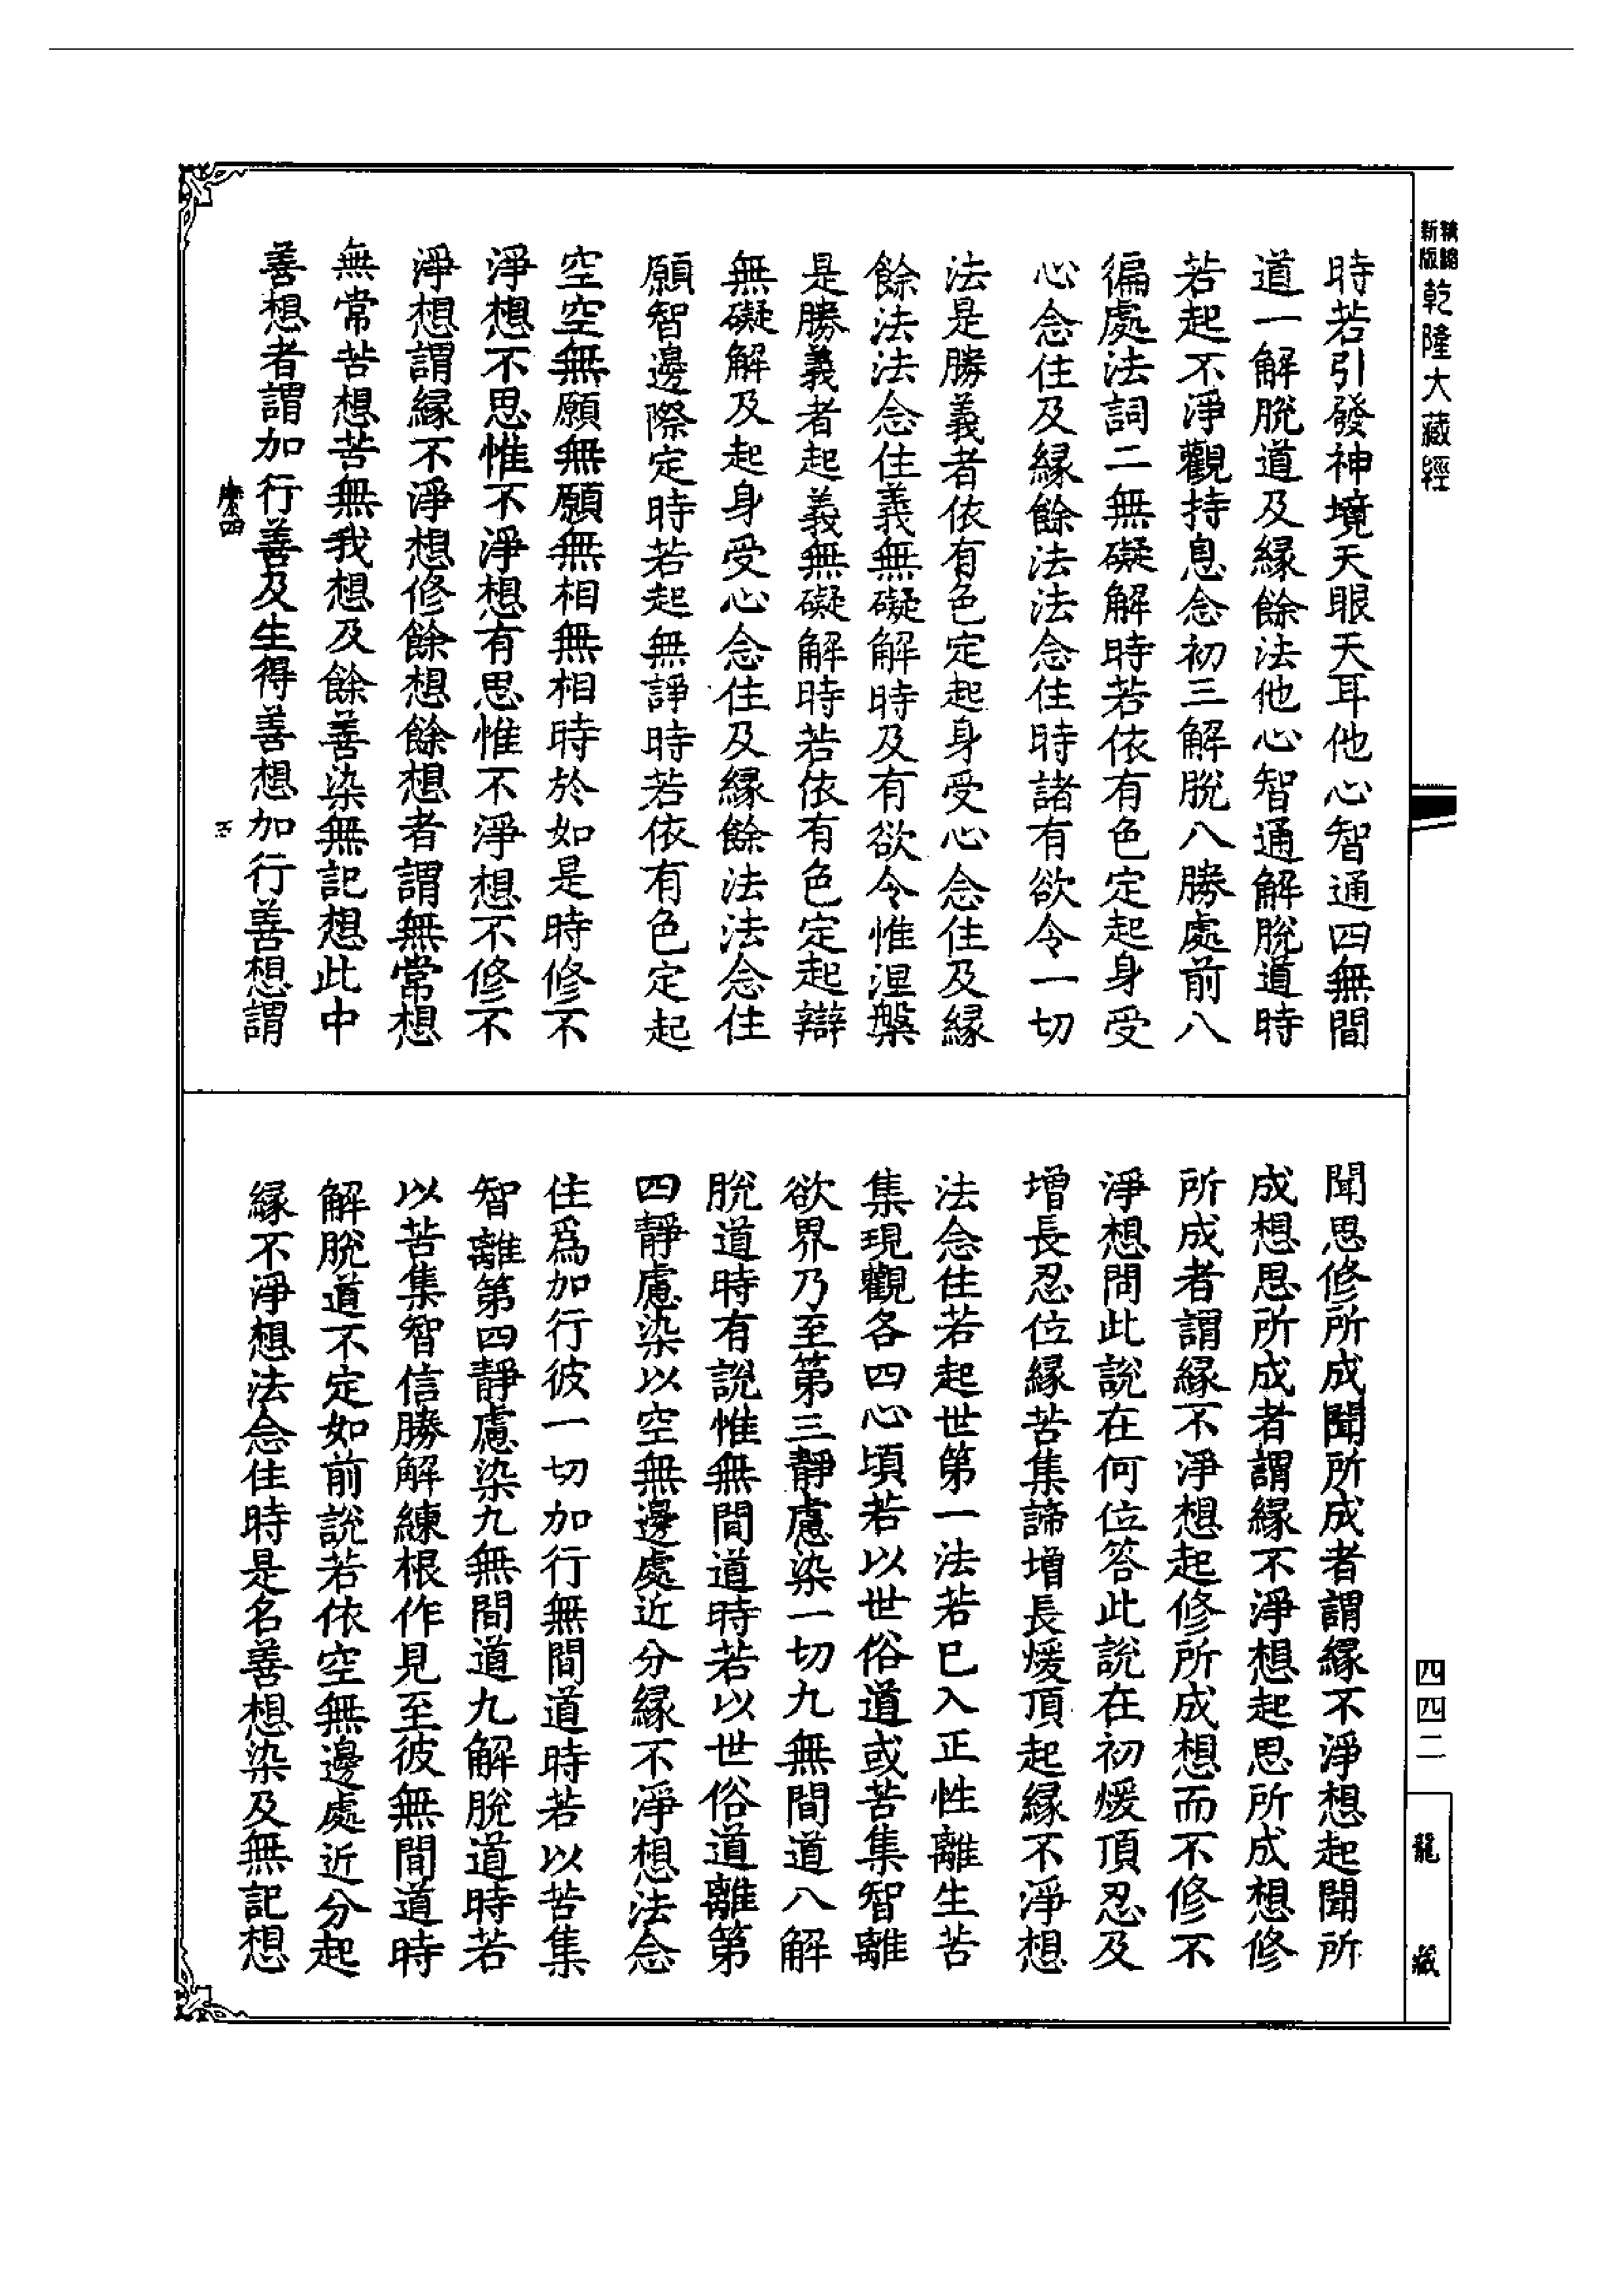 新版 乾隆大藏經
時若引發神境天眼天耳他心智通四無間
道一解脫道及緣餘法他心智通解脫道時
若起不淨觀持息念初三解脫八勝處前八
徧處法詞二無礙解時若依有色定起身受
心念住及緣餘法法念住時諸有欲令一切
法是勝義者依有色定起身受心念住及緣
餘法法念住義無礙解時及有欲令惟涅槃
是勝義者起義無礙解時若依有色定起辯
無礙解及起身受心念住及緣餘法法念住
願智邊際定時若起無諍時若依有色定起
空空無願無願無相無相時於如是時修不
淨想不思惟不淨想有思惟不淨想不修不
淨想謂緣不淨想修餘想餘想者謂無常想
無常苦想苦無我想及餘善染無記想此中
善想者謂加行善及生得善想加行善想謂
聞思修所成聞所成者謂緣不淨想起聞所
成想思所成者謂緣不淨想起思所成想修
所成者謂緣不淨想起修所成想而不修不
淨想問此說在何位答此說在初煖頂忍及
增長忍位緣苦集諦增長煖頂起緣不淨想
法念住若起世第一法若已入正性離生苦
集現觀各四心頃若以世俗道或苦集智離
欲界乃至第三靜慮染一切九無間道八解
脫道時有說惟無間道時若以世俗道離第
四靜慮染以空無邊處近分緣不淨想法念
住爲加行彼一切加行無間道時若以苦集
智離第四靜慮染九無間道九解脫道時若
以苦集智信勝解練根作見至彼無間道時
解脫道不定如前說若依空無邊處近分起
緣不淨想法念住時是名善想染及無記想
四四二
龍藏